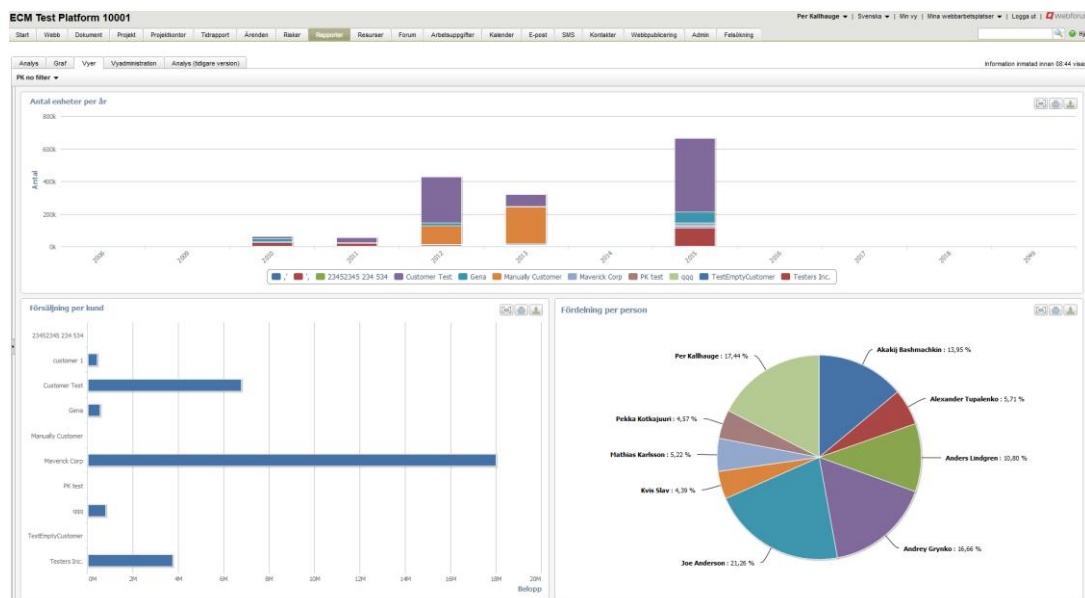 ECM Test Platform 10001
Per Kallhauge | Svenska | Min vy | Mina webbarbetsplatser | Logga ut | Webforum
Start Webb Dokument Projekt Projektkontor Tidrapport Ärenden Risker Rapporter Resurser Forum Arbetsuppgifter Kalender E-post SMS Kontakter Webbpublicering Admin Felsökning
Analys Graf Vyer Vyadministration Analys (tidigare version)
Information inmatad innan 08:44 visas
PK no filter
Antal enheter per år
800k
600k
400k
200k
0k
Antal
2008 2009 2010 2011 2012 2013 2014 2015 2016 2017 2018 2040
,' ', 23452345 234 534 Customer Test Gena Manually Customer Maverick Corp PK test qqq TestEmptyCustomer Testers Inc.
Försäljning per kund
23452345 234 534
customer 1
Customer Test
Gena
Manually Customer
Maverick Corp
PK test
qqq
TestEmptyCustomer
Testers Inc.
0M 2M 4M 6M 8M 10M 12M 14M 16M 18M 20M
Belopp
Fördelning per person
Per Kallhauge : 17,44 %
Akakij Bashmachkin : 13,95 %
Alexander Tupalenko : 5,71 %
Pekka Kotkajuuri : 4,57 %
Mathias Karlsson : 5,22 %
Anders Lindgren : 10,80 %
Kvis Slav : 4,39 %
Andrey Grynko : 16,66 %
Joe Anderson : 21,26 %